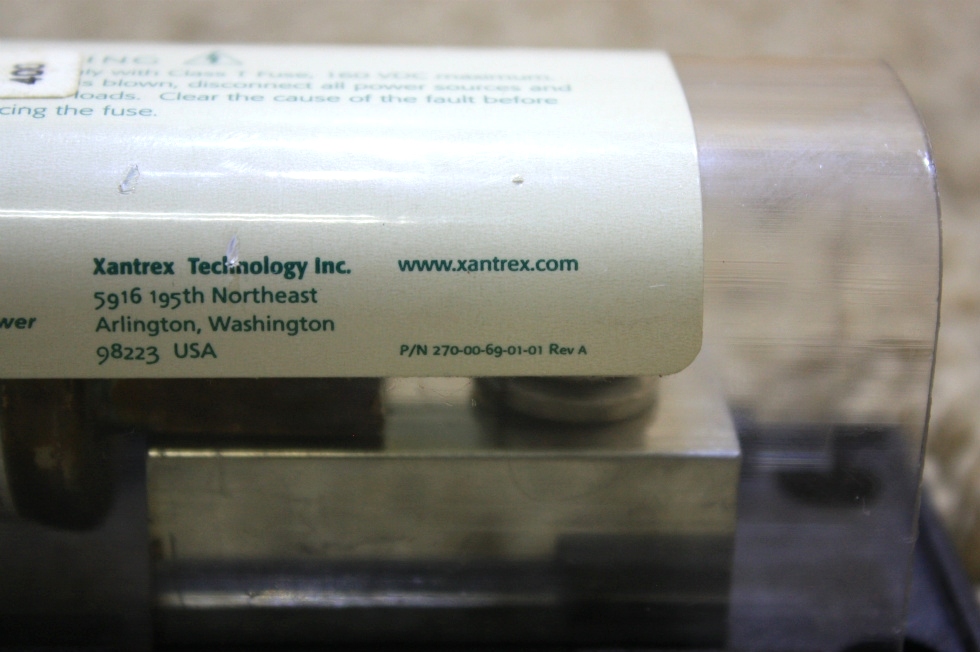 ING
ly with Class T Fuse, 160 VDC maximum.
s blown, disconnect all power sources and
loads. Clear the cause of the fault before
cing the fuse.
400
Xantrex Technology Inc.
5916 195th Northeast
Arlington, Washington
98223 USA
www.xantrex.com
P/N 270-00-69-01-01 Rev A
wer